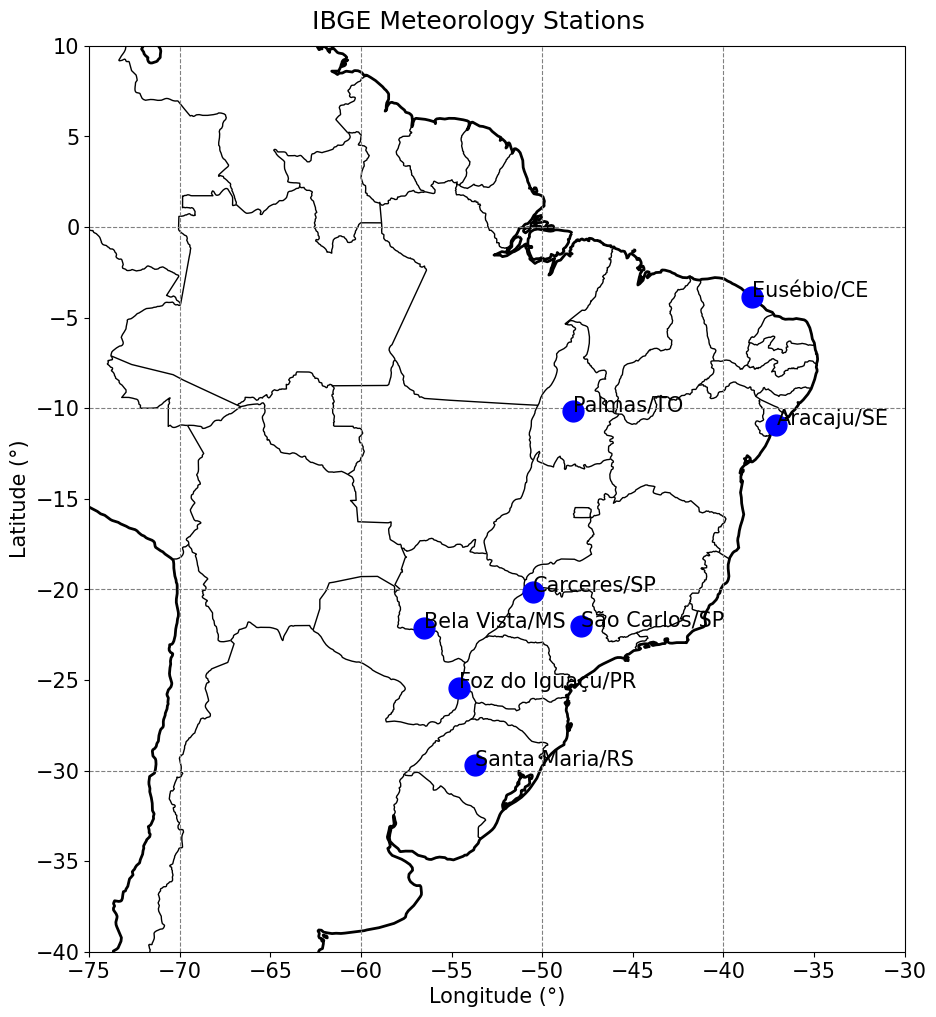 IBGE Meteorology Stations
10
5
0
−5
−10
−15
−20
−25
−30
−35
−40
Latitude (°)
Eusébio/CE
Palmas/TO
Aracaju/SE
Carceres/SP
Bela Vista/MS
São Carlos/SP
Foz do Iguaçu/PR
Santa Maria/RS
−75 −70 −65 −60 −55 −50 −45 −40 −35 −30
Longitude (°)